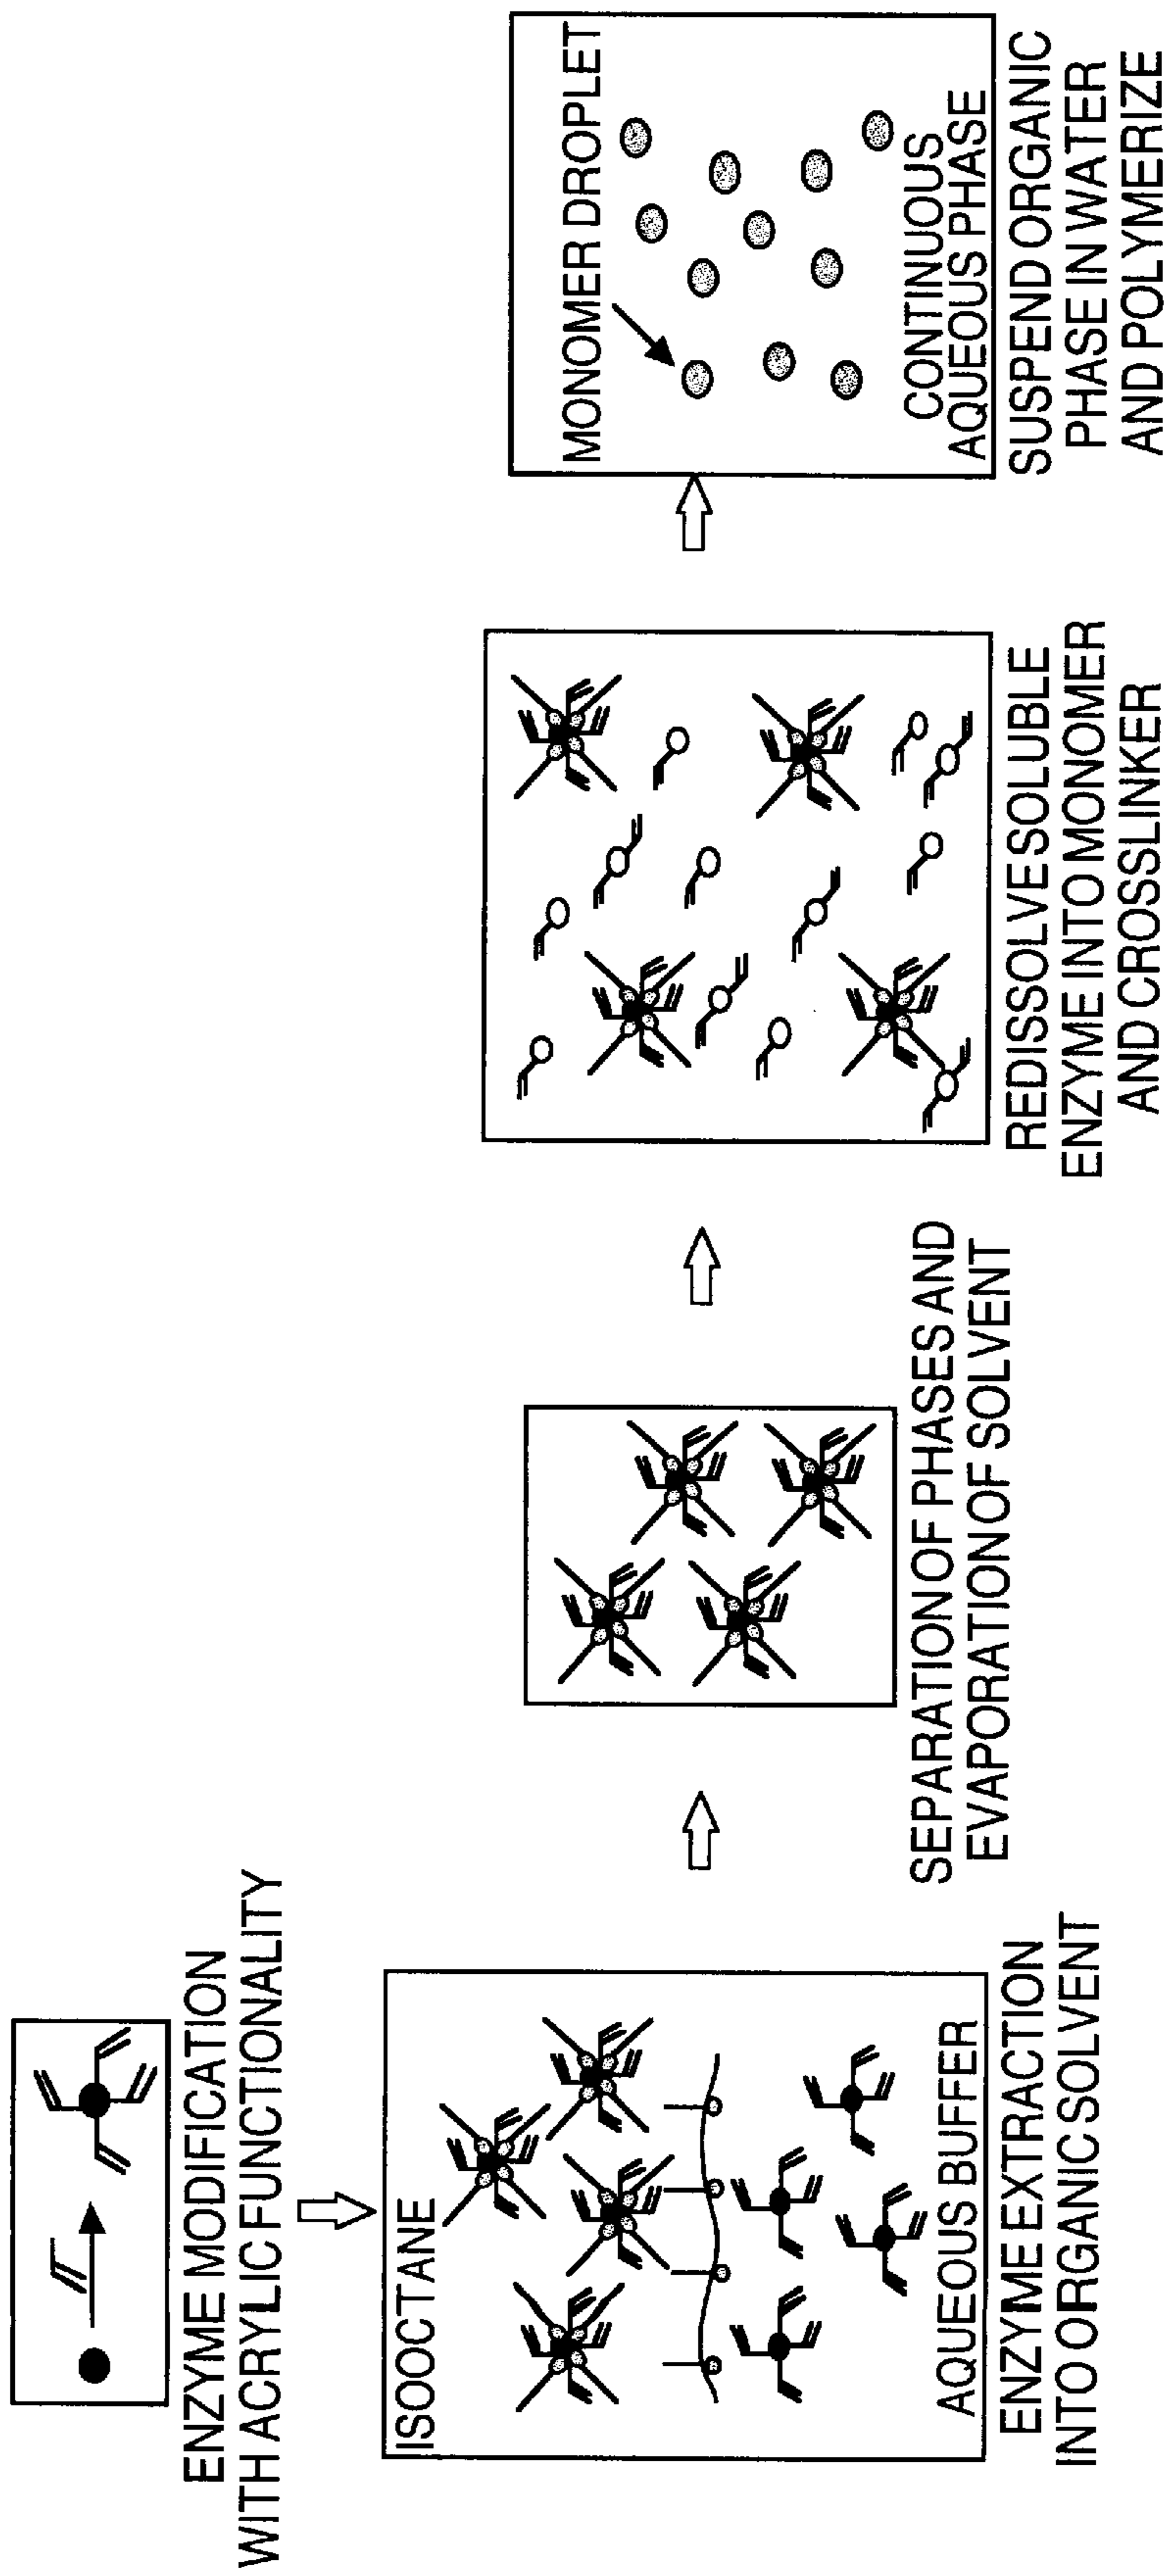 ENZYME MODIFICATION
WITH ACRYLIC FUNCTIONALITY
ISOOCTANE
AQUEOUS BUFFER
ENZYME EXTRACTION
INTO ORGANIC SOLVENT
SEPARATION OF PHASES AND
EVAPORATION OF SOLVENT
REDISSOLVE SOLUBLE
ENZYME INTO MONOMER
AND CROSSLINKER
MONOMER DROPLET
CONTINUOUS
AQUEOUS PHASE
SUSPEND ORGANIC
PHASE IN WATER
AND POLYMERIZE